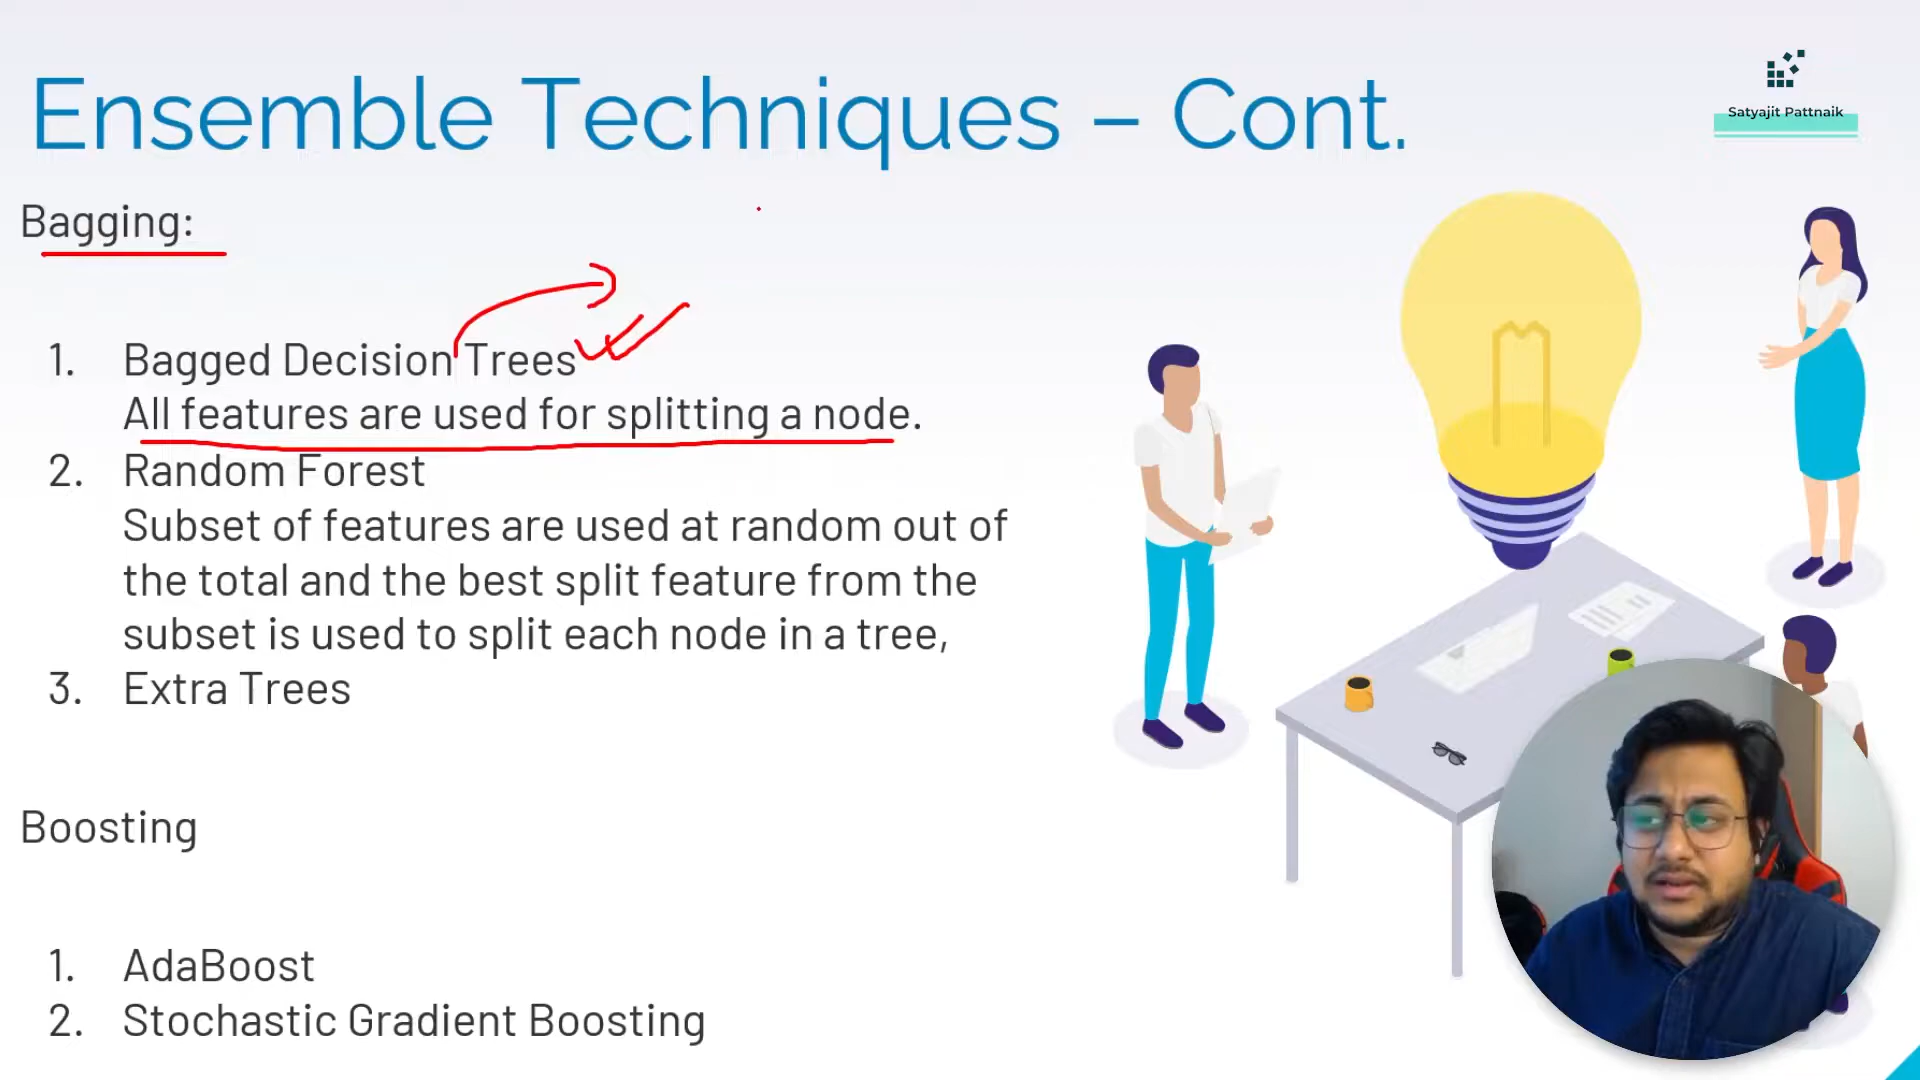 Ensemble Techniques – Cont.
Satyajit Pattnaik
Bagging:
1. Bagged Decision Trees
All features are used for splitting a node.
2. Random Forest
Subset of features are used at random out of
the total and the best split feature from the
subset is used to split each node in a tree,
3. Extra Trees
Boosting
1. AdaBoost
2. Stochastic Gradient Boosting